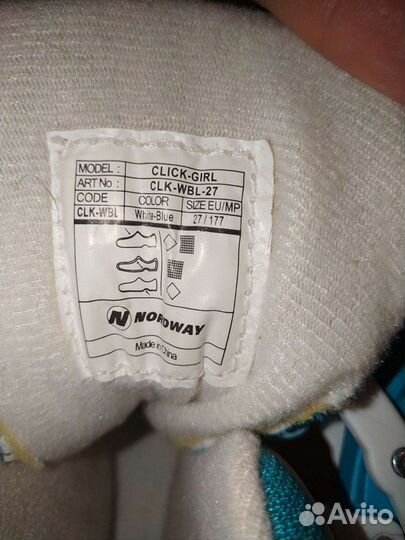 MODEL : CLICK-GIRL
ART No : CLK-WBL-27
CODE COLOR SIZE EU/MP
CLK-WBL White-Blue 27 / 177
N NORDWAY
Made in China
Avito